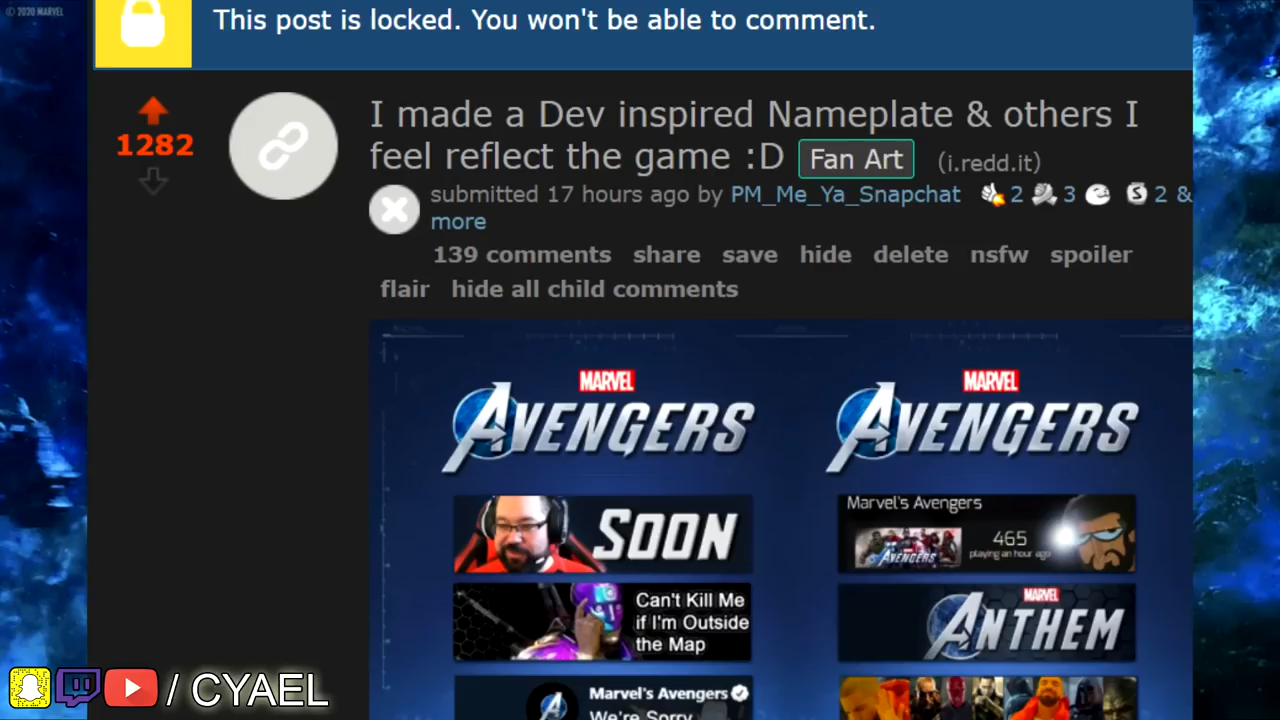 © 2020 MARVEL
This post is locked. You won't be able to comment.
1282
I made a Dev inspired Nameplate & others I
feel reflect the game :D Fan Art (i.redd.it)
submitted 17 hours ago by PM_Me_Ya_Snapchat 2 3 2 &
more
139 comments share save hide delete nsfw spoiler
flair hide all child comments
MARVEL
AVENGERS
MARVEL
AVENGERS
SOON
Marvel's Avengers
AVENGERS
465
playing an hour ago
Can't Kill Me
if I'm Outside
the Map
MARVEL
ANTHEM
Marvel's Avengers
We're Sorry
/ CYAEL